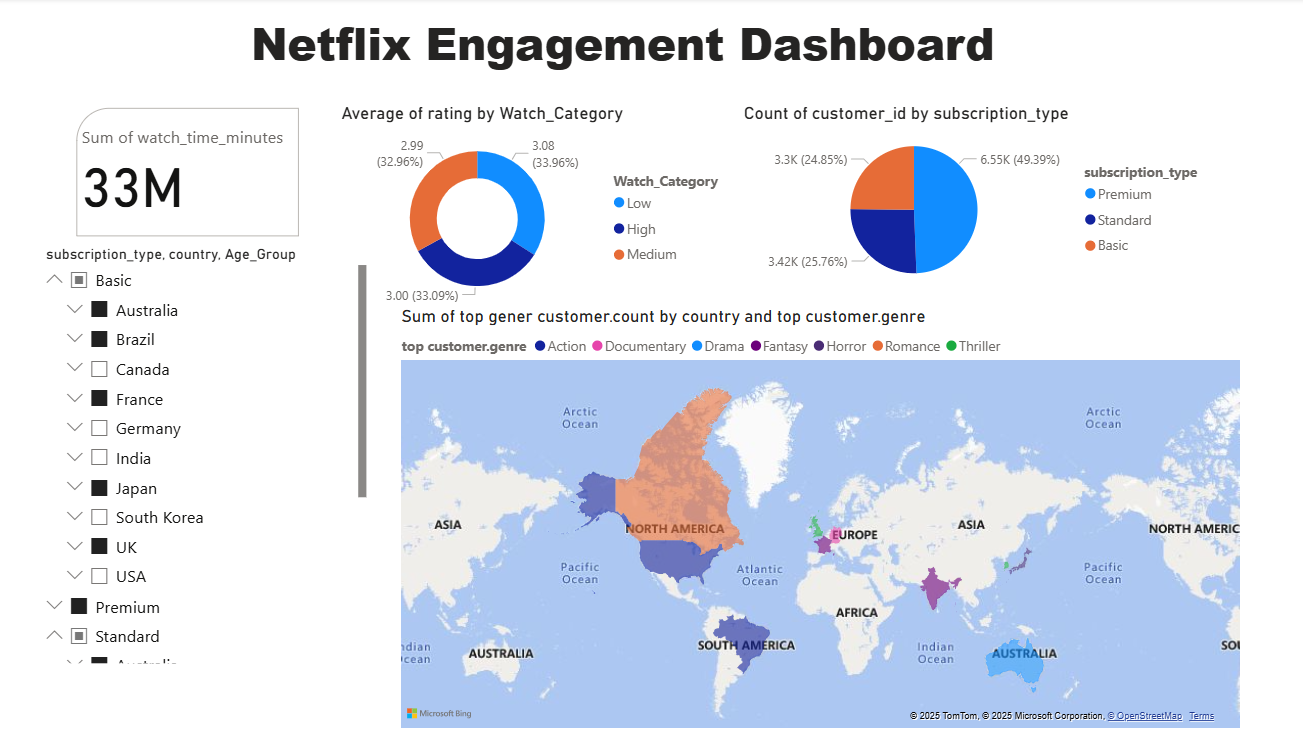 Netflix Engagement Dashboard
Sum of watch_time_minutes
33M
subscription_type, country, Age_Group
Basic
Australia
Brazil
Canada
France
Germany
India
Japan
South Korea
UK
USA
Premium
Standard
Australia
Average of rating by Watch_Category
2.99
(32.96%)
3.08
(33.96%)
3.00 (33.09%)
Watch_Category
Low
High
Medium
Count of customer_id by subscription_type
3.3K (24.85%)
6.55K (49.39%)
3.42K (25.76%)
subscription_type
Premium
Standard
Basic
Sum of top gener customer.count by country and top customer.genre
top customer.genre Action Documentary Drama Fantasy Horror Romance Thriller
Arctic
Ocean
Arctic
Ocean
ASIA
NORTH AMERICA
EUROPE
ASIA
NORTH AMERIC
Pacific
Ocean
Atlantic
Ocean
Pacific
Ocean
AFRICA
ndian
cean
AUSTRALIA
SOUTH AMERICA
Indian
Ocean
AUSTRALIA
SOU
Microsoft Bing
© 2025 TomTom, © 2025 Microsoft Corporation, © OpenStreetMap Terms